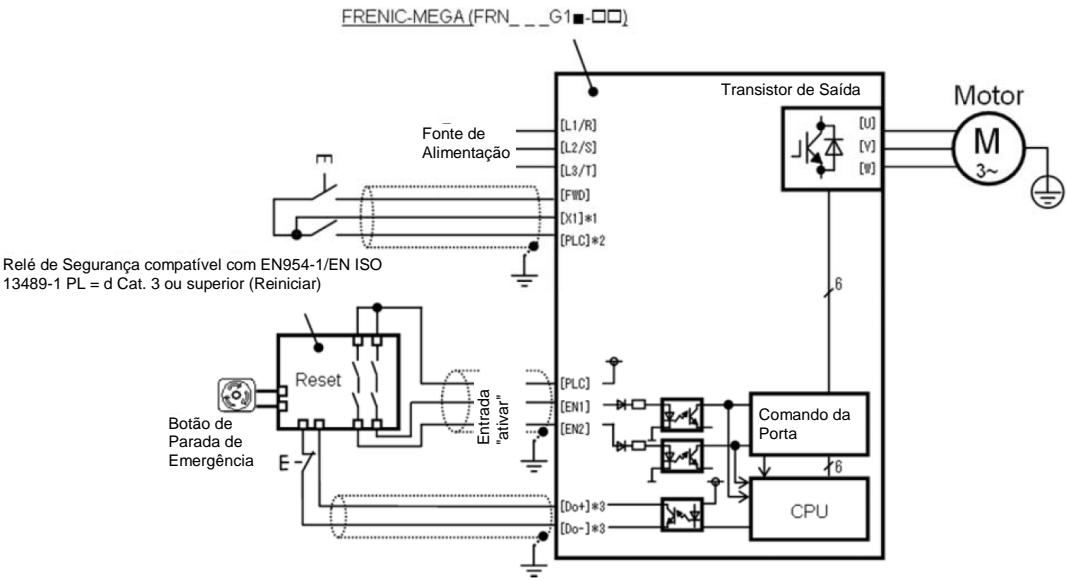 FRENIC-MEGA (FRN_ _ _G1■-□□)
Transistor de Saída
Motor
M
3~
[U]
[V]
[W]
Fonte de
Alimentação
[L1/R]
[L2/S]
[L3/T]
[FWD]
[X1]*1
[PLC]*2
E
Relé de Segurança compatível com EN954-1/EN ISO
13489-1 PL = d Cat. 3 ou superior (Reiniciar)
6
Reset
Entrada
"ativar"
[PLC]
[EN1]
[EN2]
Comando da
Porta
6
CPU
Botão de
Parada de
Emergência
E
[Do+]*3
[Do-]*3